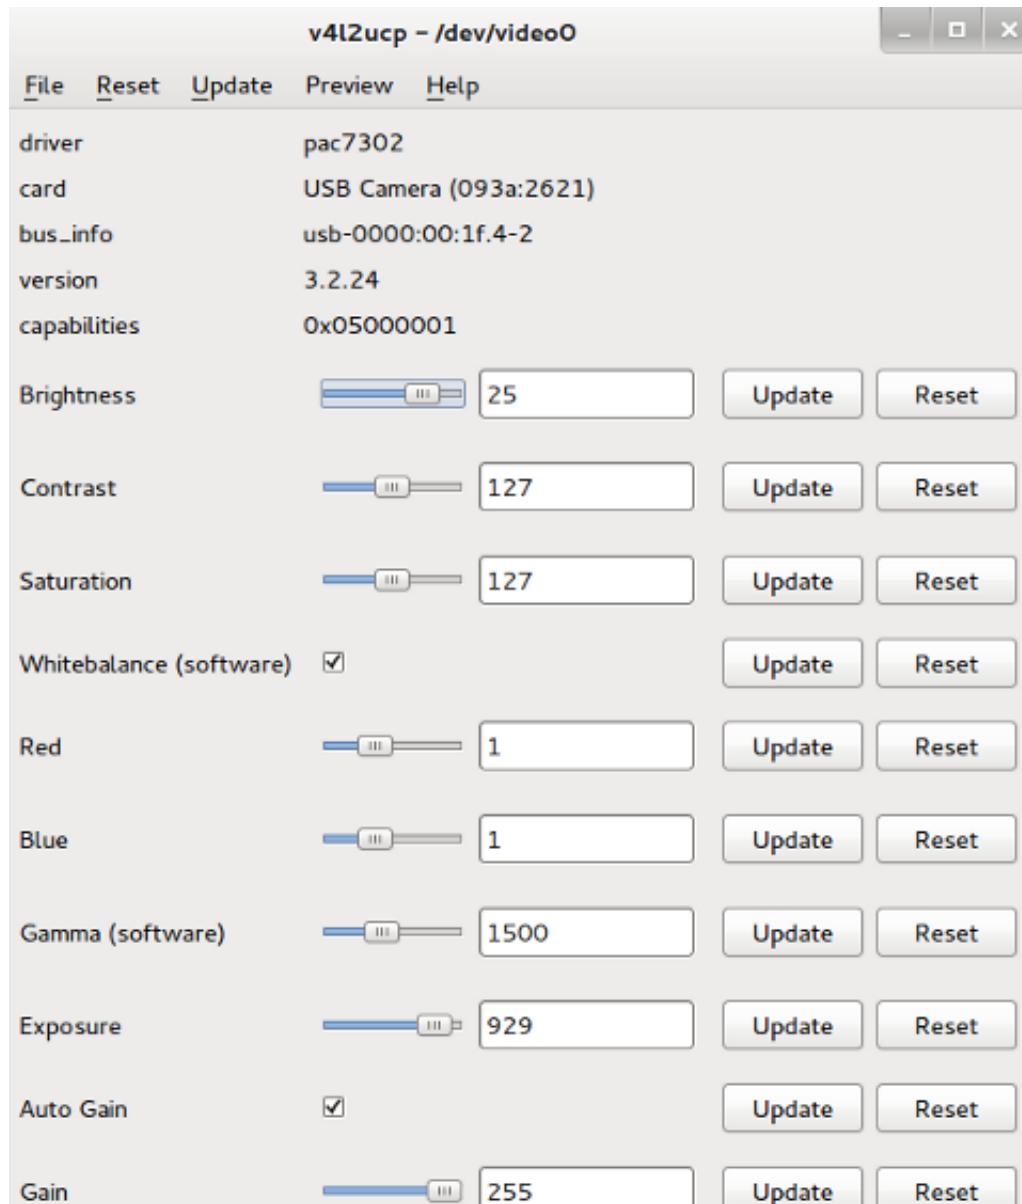 v4l2ucp - /dev/video0
File Reset Update Preview Help
driver pac7302
card USB Camera (093a:2621)
bus_info usb-0000:00:1f.4-2
version 3.2.24
capabilities 0x05000001
Brightness 25 Update Reset
Contrast 127 Update Reset
Saturation 127 Update Reset
Whitebalance (software) Update Reset
Red 1 Update Reset
Blue 1 Update Reset
Gamma (software) 1500 Update Reset
Exposure 929 Update Reset
Auto Gain Update Reset
Gain 255 Update Reset